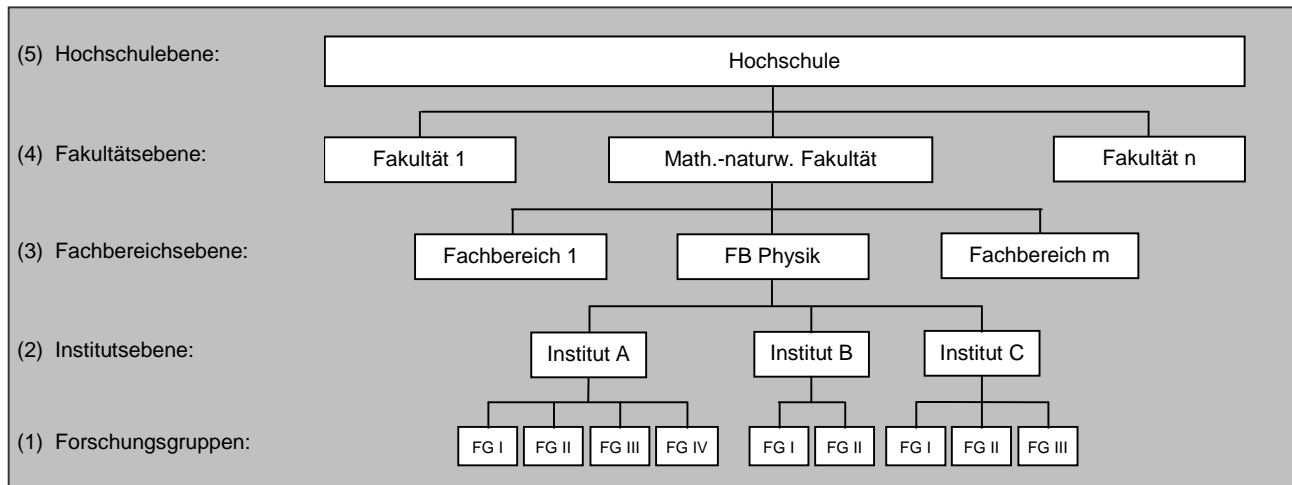 (5) Hochschulebene:
Hochschule
(4) Fakultätsebene:
Fakultät 1
Math.-naturw. Fakultät
Fakultät n
(3) Fachbereichsebene:
Fachbereich 1
FB Physik
Fachbereich m
(2) Institutsebene:
Institut A
Institut B
Institut C
(1) Forschungsgruppen:
FG I
FG II
FG III
FG IV
FG I
FG II
FG I
FG II
FG III